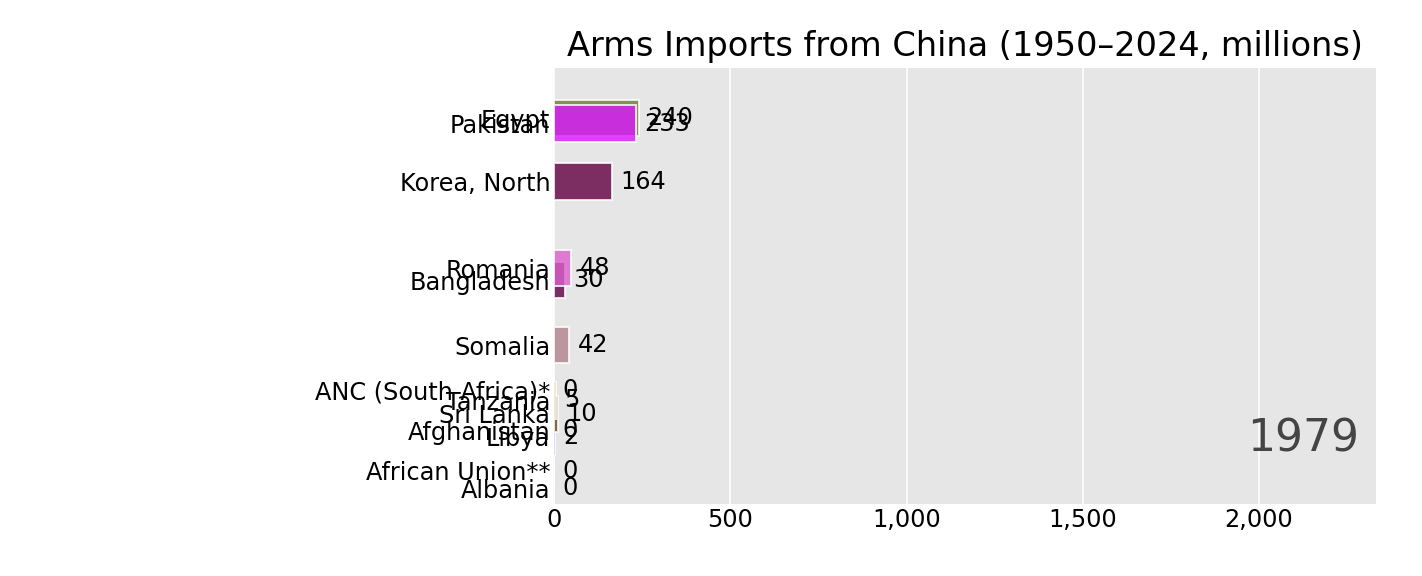 Arms Imports from China (1950–2024, millions)
Egypt 240
Pakistan 233
Korea, North 164
Romania 48
Bangladesh 30
Somalia 42
ANC (South Africa)* 0
Tanzania 5
Sri Lanka 10
Afghanistan 0
Libya 2
1979
African Union** 0
Albania 0
0 500 1,000 1,500 2,000